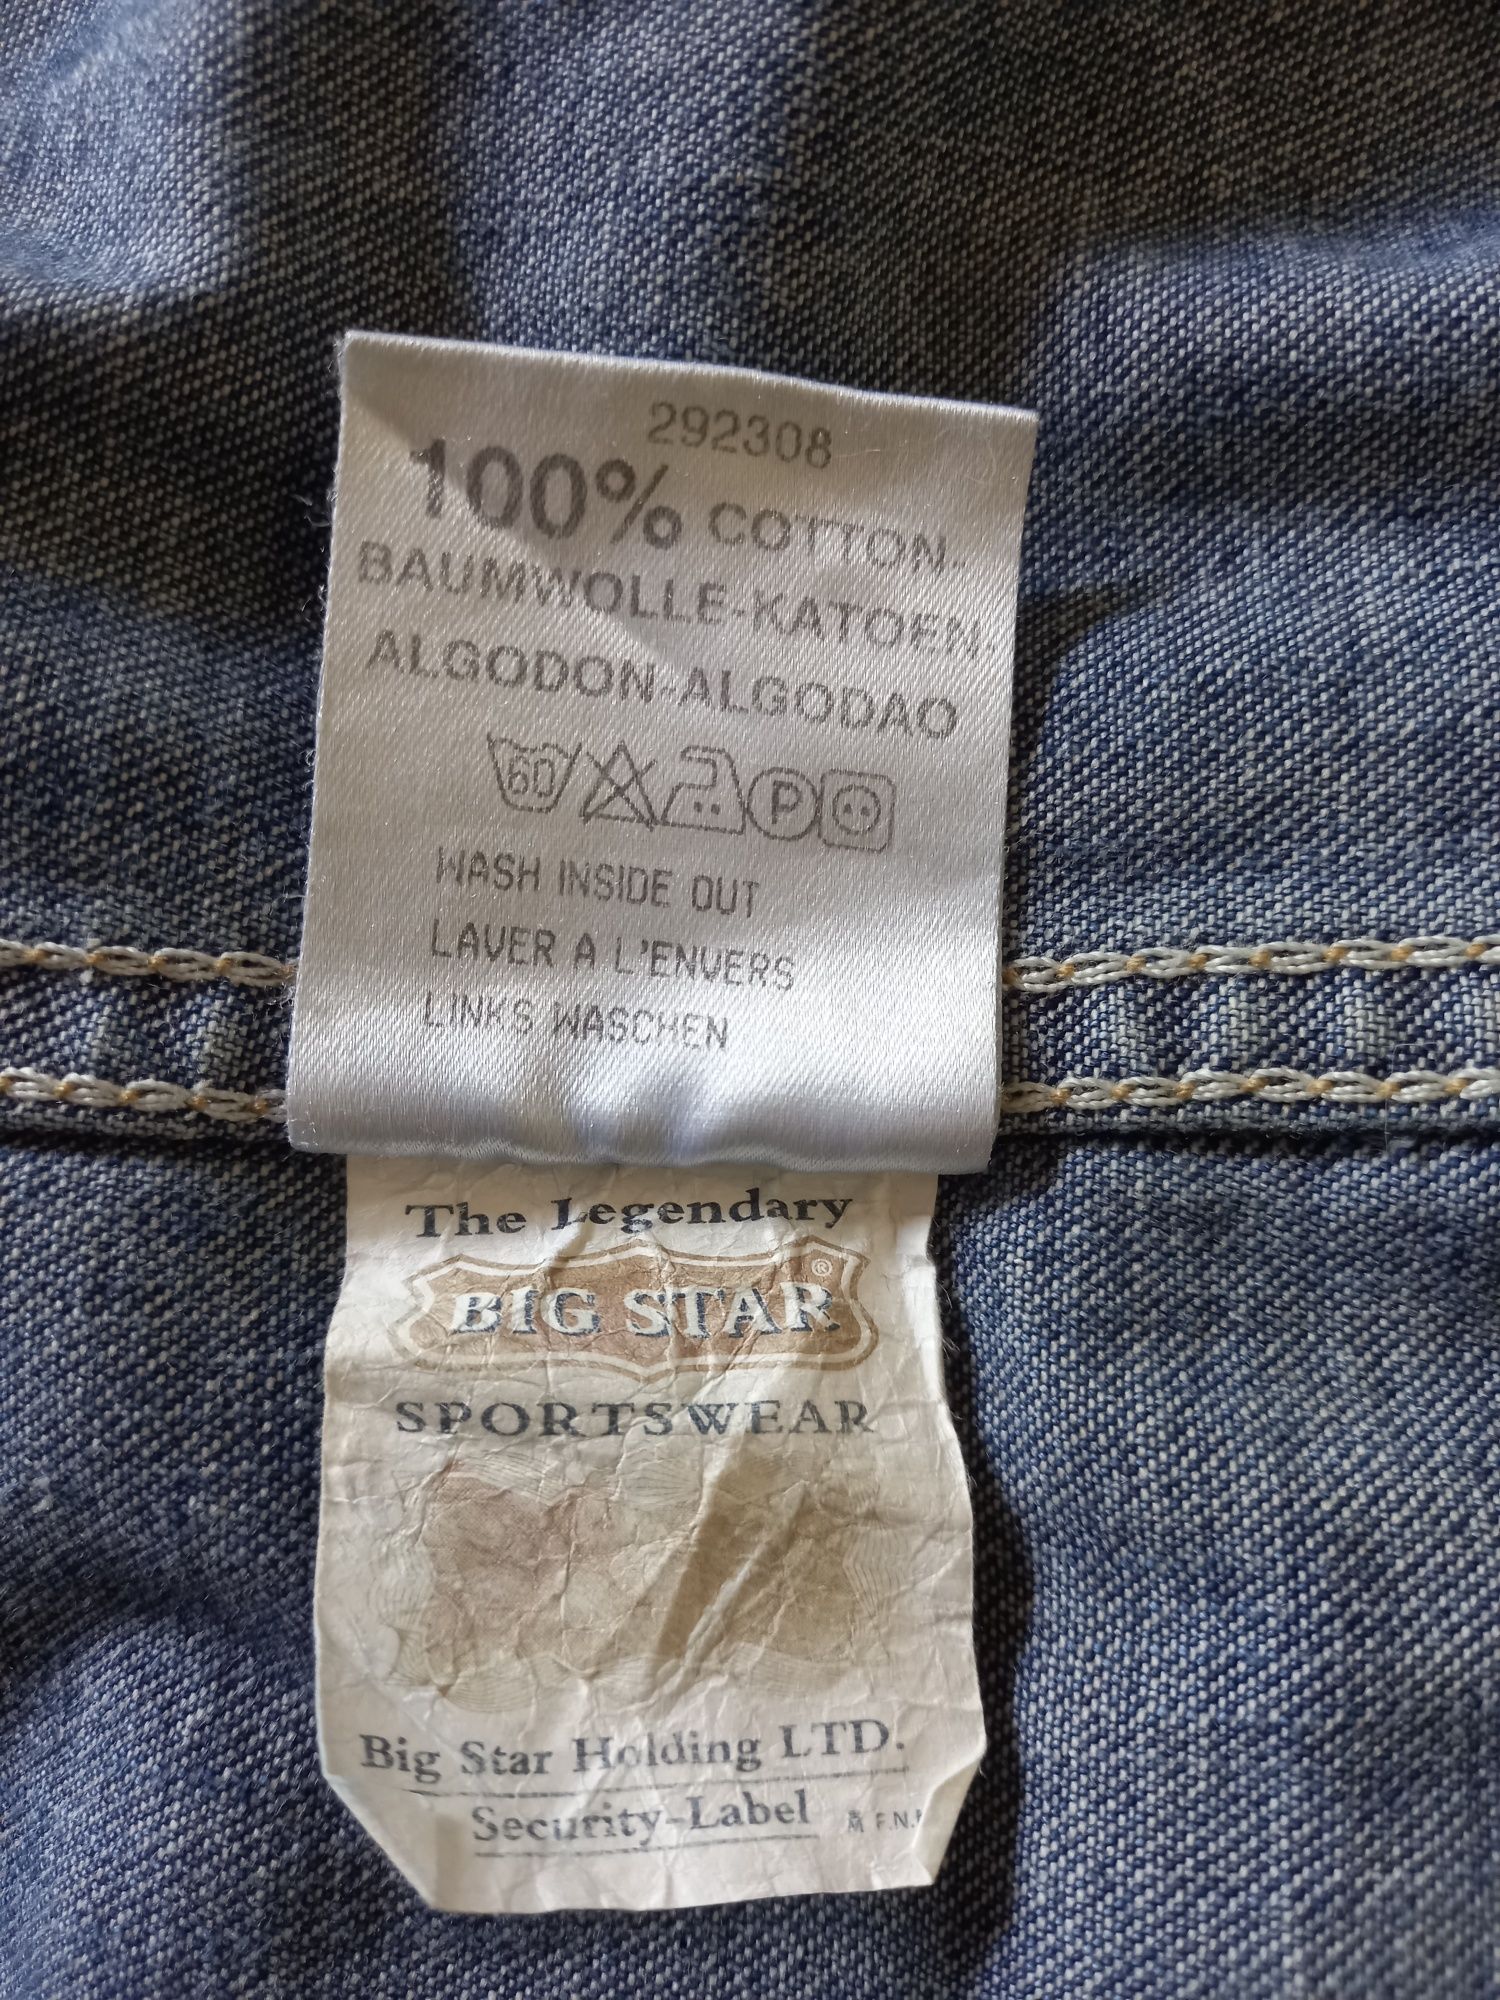 292308
100% COTTON-
BAUMWOLLE-KATOEN-
ALGODON-ALGODAO
60 P
WASH INSIDE OUT
LAVER A L'ENVERS
LINKS WASCHEN
The Legendary
BIG STAR®
SPORTSWEAR
Big Star Holding LTD.
Security-Label